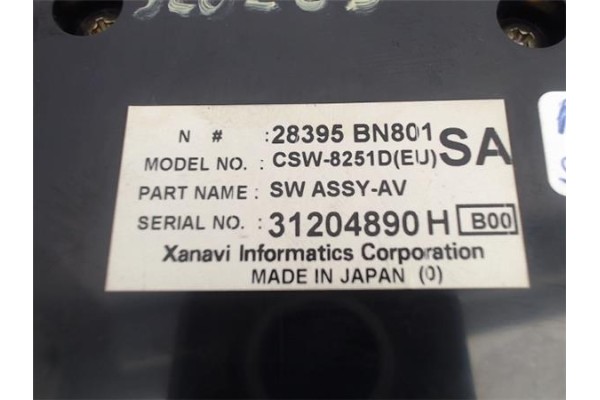 N # : 28395 BN801 SA
MODEL NO. : CSW-8251D(EU)
PART NAME : SW ASSY-AV
SERIAL NO. : 31204890 H B00
Xanavi Informatics Corporation
MADE IN JAPAN (0)